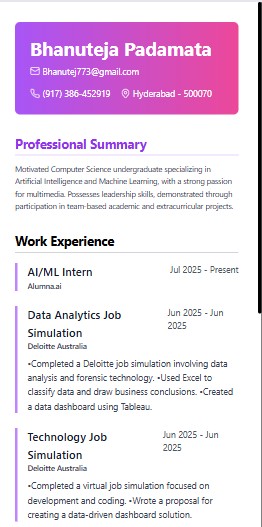 Bhanuteja Padamata
Bhanutej773@gmail.com
(917) 386-452919 Hyderabad - 500070
Professional Summary
Motivated Computer Science undergraduate specializing in
Artificial Intelligence and Machine Learning, with a strong passion
for multimedia. Possesses leadership skills, demonstrated through
participation in team-based academic and extracurricular projects.
Work Experience
AI/ML Intern Jul 2025 - Present
Alumna.ai
Data Analytics Job Jun 2025 - Jun
Simulation 2025
Deloitte Australia
•Completed a Deloitte job simulation involving data
analysis and forensic technology. •Used Excel to
classify data and draw business conclusions. •Created
a data dashboard using Tableau.
Technology Job Jun 2025 - Jun
Simulation 2025
Deloitte Australia
•Completed a virtual job simulation focused on
development and coding. •Wrote a proposal for
creating a data-driven dashboard solution.